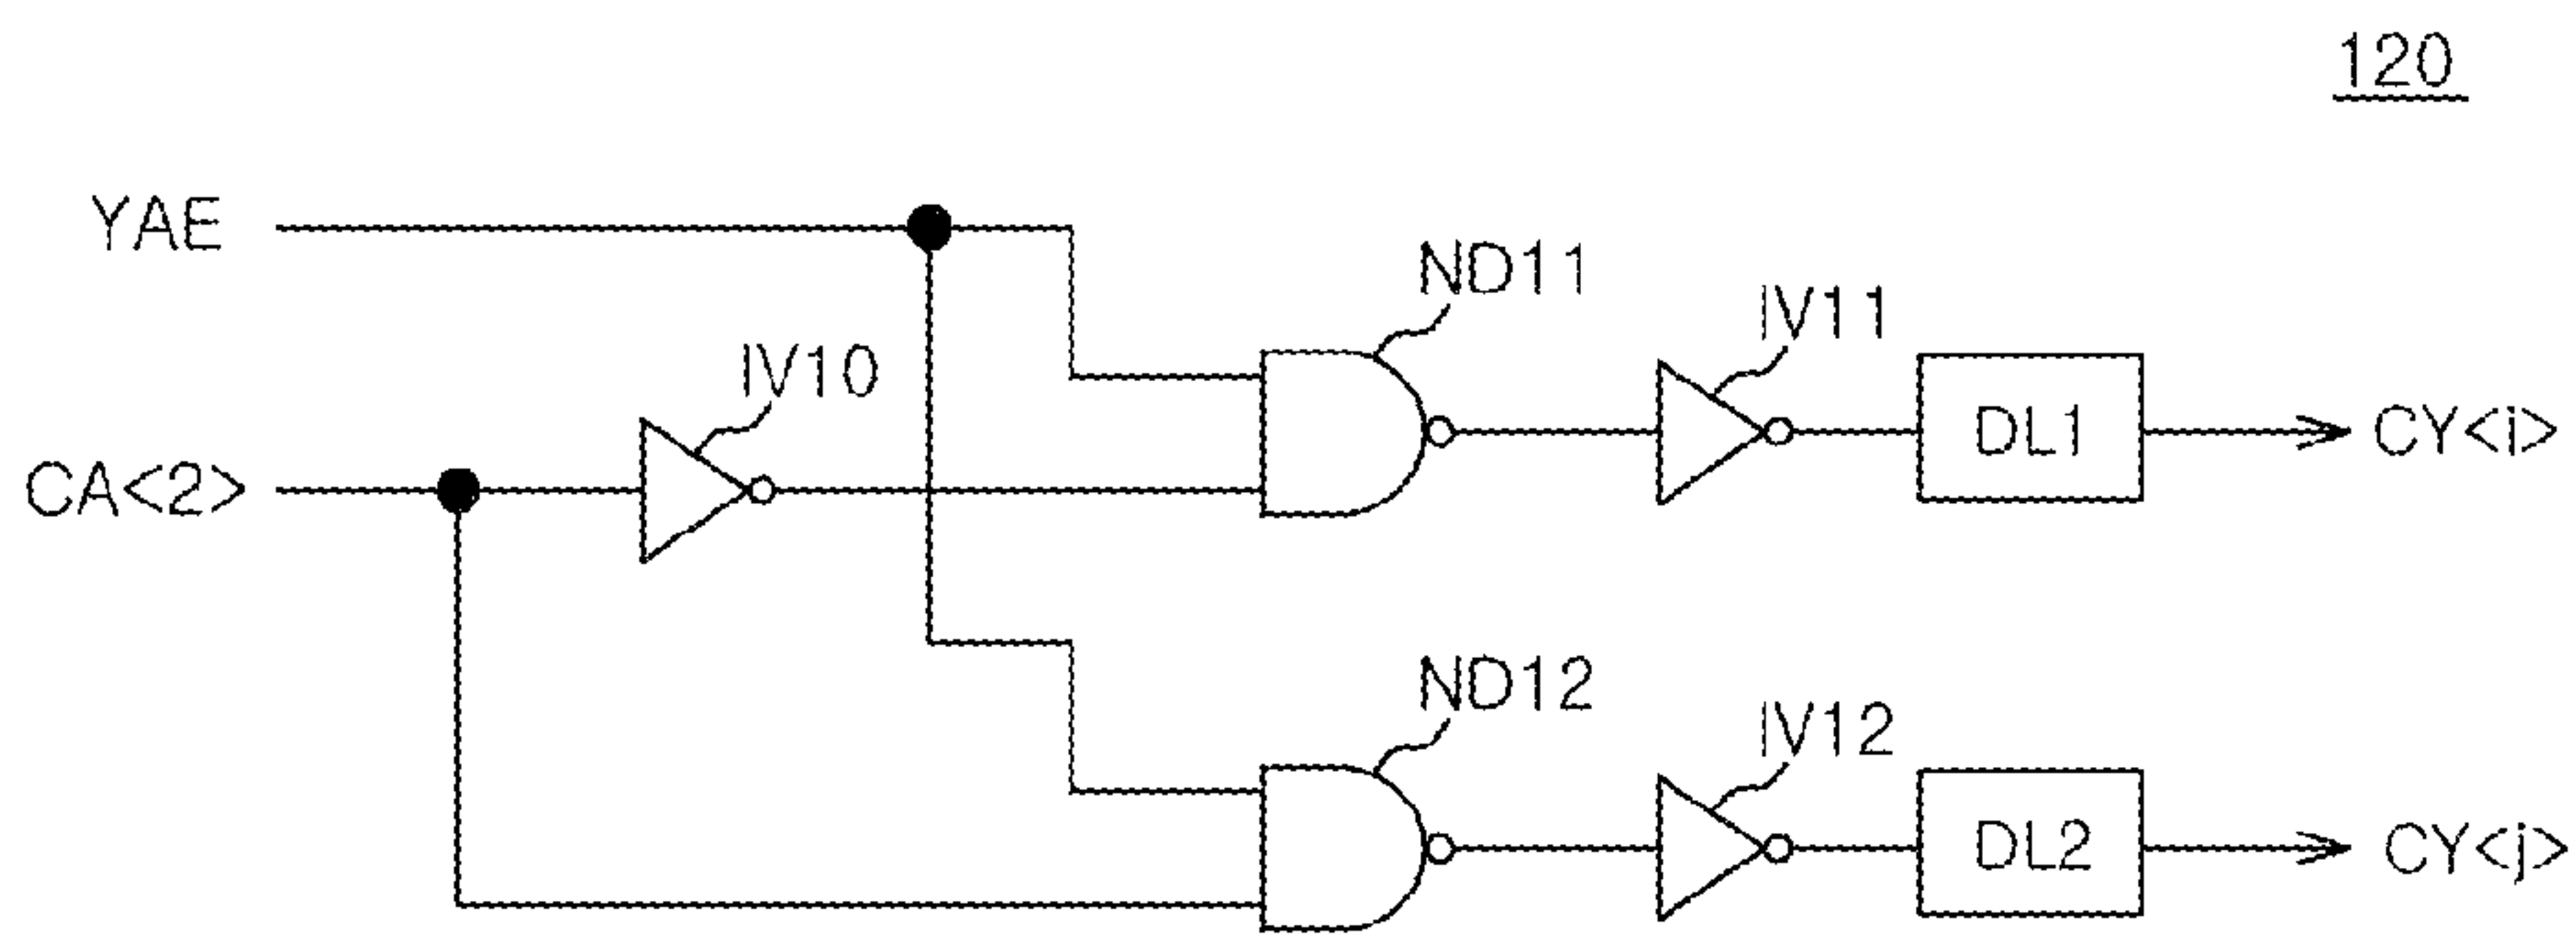 120
YAE
ND11
IV11
IV10
DL1
CY<i>
CA<2>
ND12
IV12
DL2
CY<j>